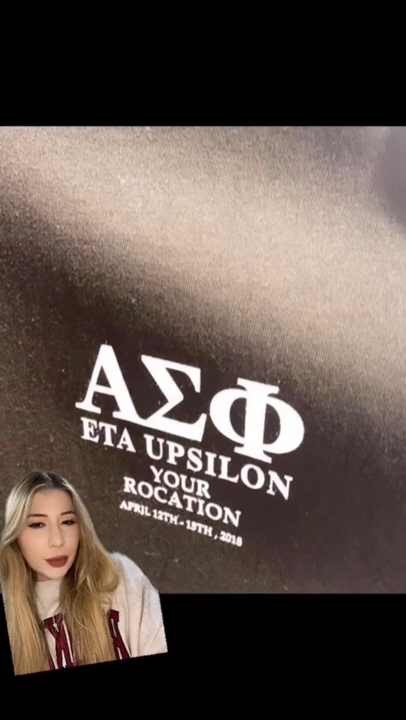 ΑΣΦ
ETA UPSILON
YOUR
ROCATION
APRIL 12TH - 15TH , 2018